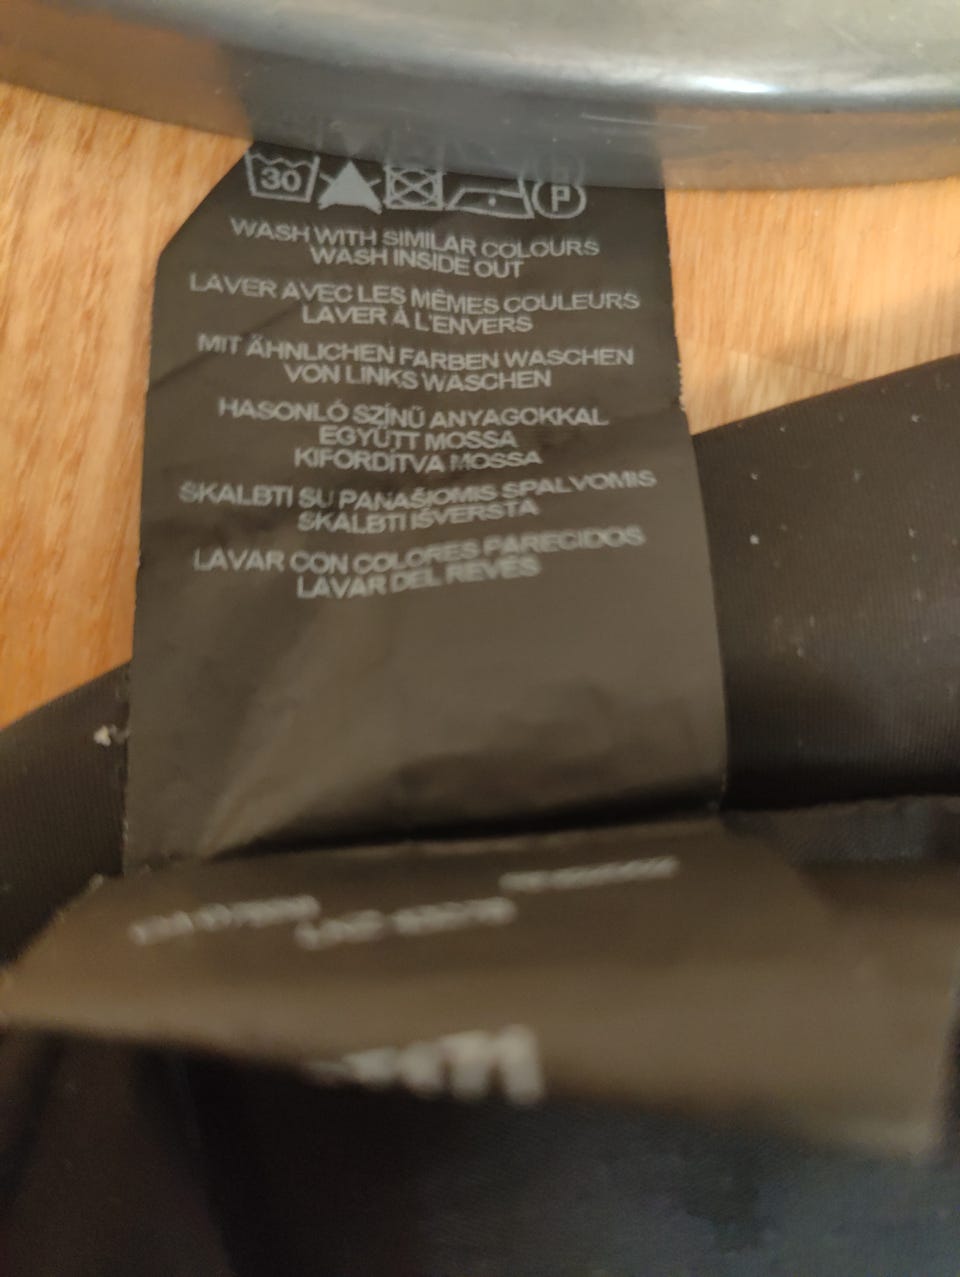 30 P
WASH WITH SIMILAR COLOURS
WASH INSIDE OUT
LAVER AVEC LES MÊMES COULEURS
LAVER À L'ENVERS
MIT ÄHNLICHEN FARBEN WASCHEN
VON LINKS WASCHEN
HASONLÓ SZÍNŰ ANYAGOKKAL
EGYÜTT MOSSA
KIFORDÍTVA MOSSA
SKALBTI SU PANAŠIOMIS SPALVOMIS
SKALBTI IŠVERSTA
LAVAR CON COLORES PARECIDOS
LAVAR DEL REVÉS